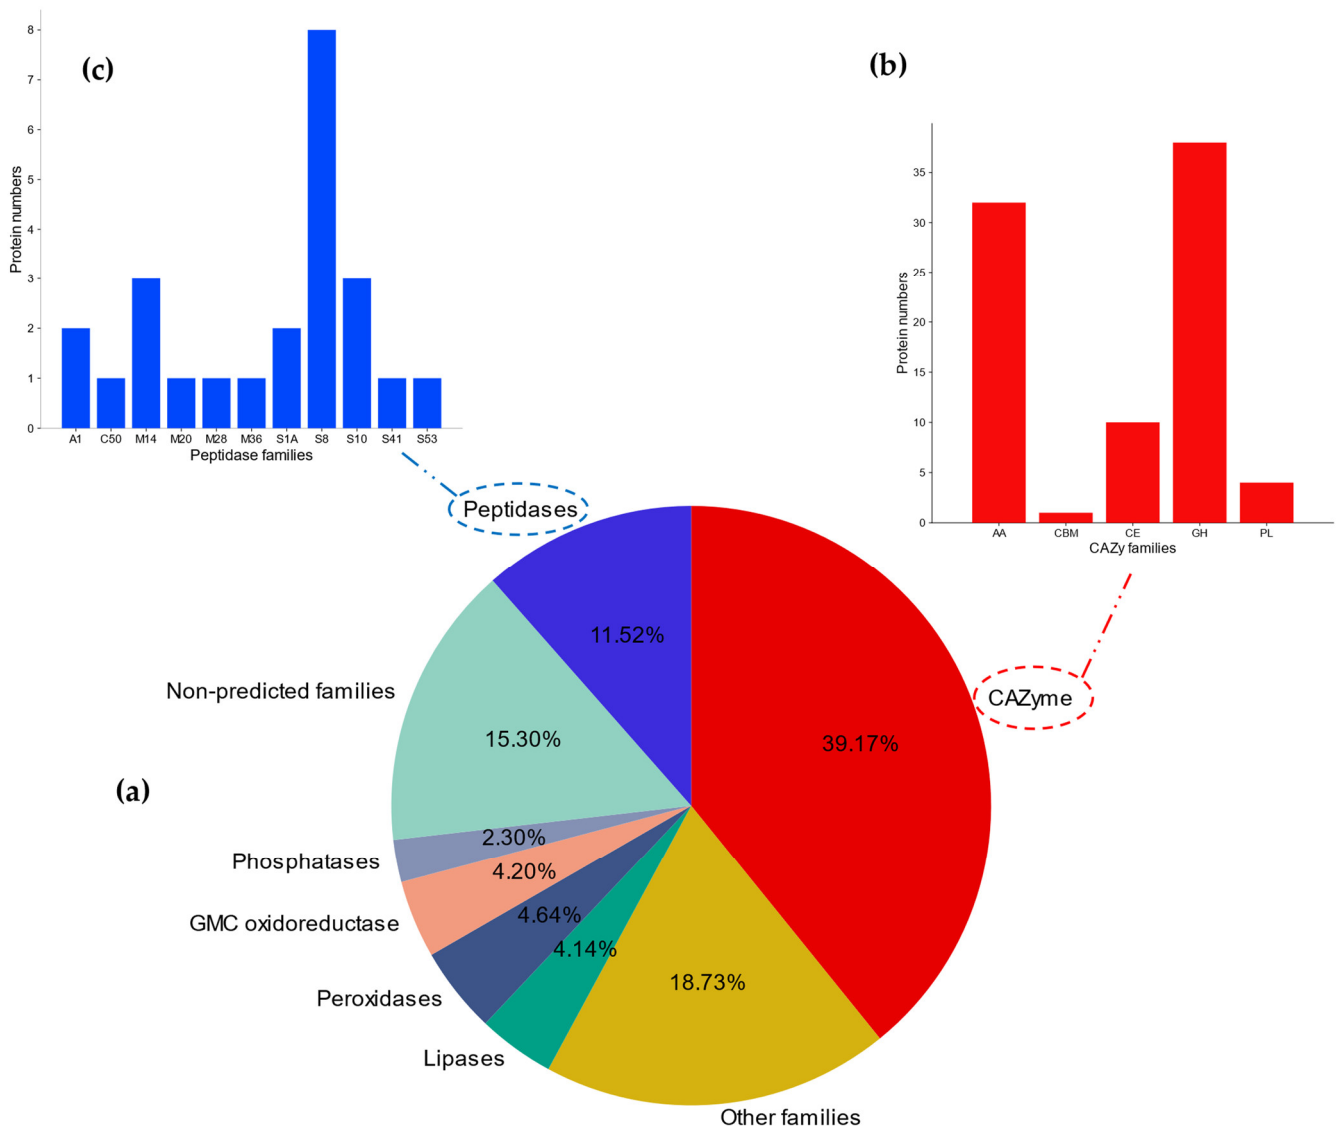 (c)
8
7
6
5
4
3
2
1
0
Protein numbers
A1 C50 M14 M20 M28 M36 S1A S8 S10 S41 S53
Peptidase families
(b)
35
30
25
20
15
10
5
0
Protein numbers
AA CBM CE GH PL
CAZy families
(a)
Peptidases
11.52%
Non-predicted families
15.30%
CAZyme
39.17%
Phosphatases
2.30%
GMC oxidoreductase
4.20%
Peroxidases
4.64%
Lipases
4.14%
18.73%
Other families